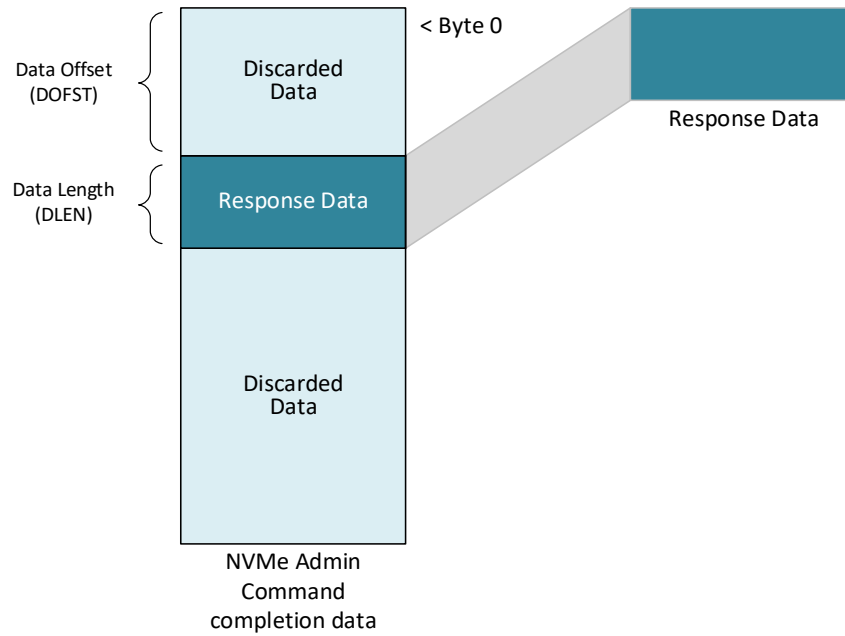 Data Offset
(DOFST)
Discarded
Data
< Byte 0
Response Data
Data Length
(DLEN)
Response Data
Discarded
Data
NVMe Admin
Command
completion data